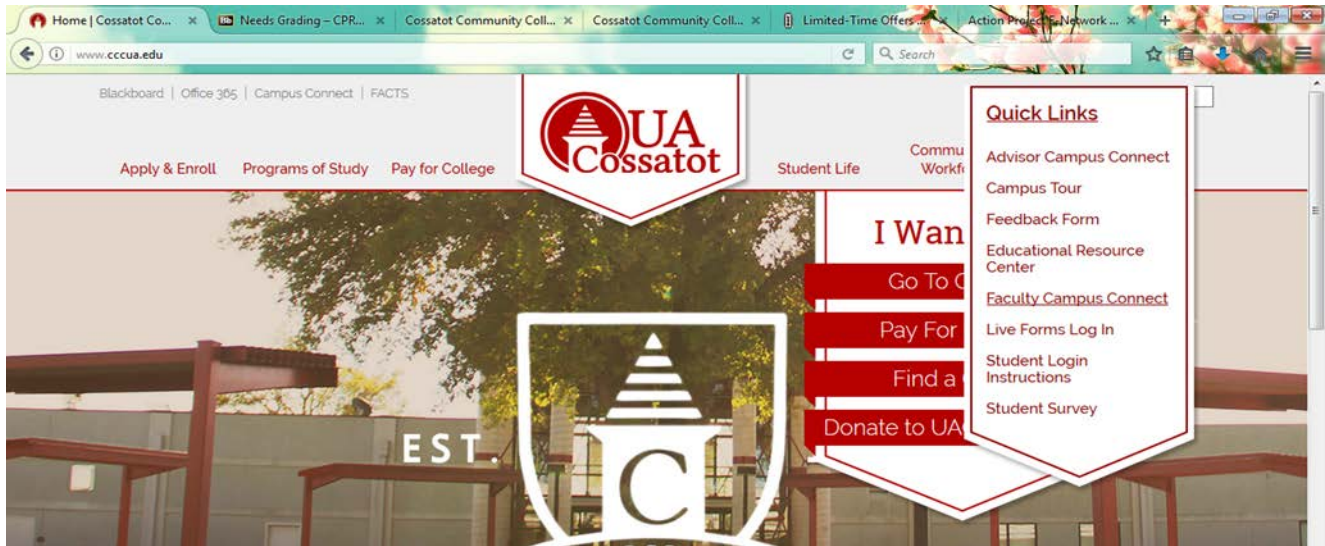 Home | Cossatot Co...
Bb Needs Grading – CPR...
Cossatot Community Coll...
Cossatot Community Coll...
Limited-Time Offers
Action Project & Network ...
www.cccua.edu
Search
Blackboard | Office 365 | Campus Connect | FACTS
UA
Cossatot
Apply & Enroll
Programs of Study
Pay for College
Student Life
Commu
Workf
Quick Links
Advisor Campus Connect
Campus Tour
Feedback Form
Educational Resource
Center
Faculty Campus Connect
Live Forms Log In
Student Login
Instructions
Student Survey
I Wan
Go To C
Pay For
Find a
Donate to UA
EST.
C